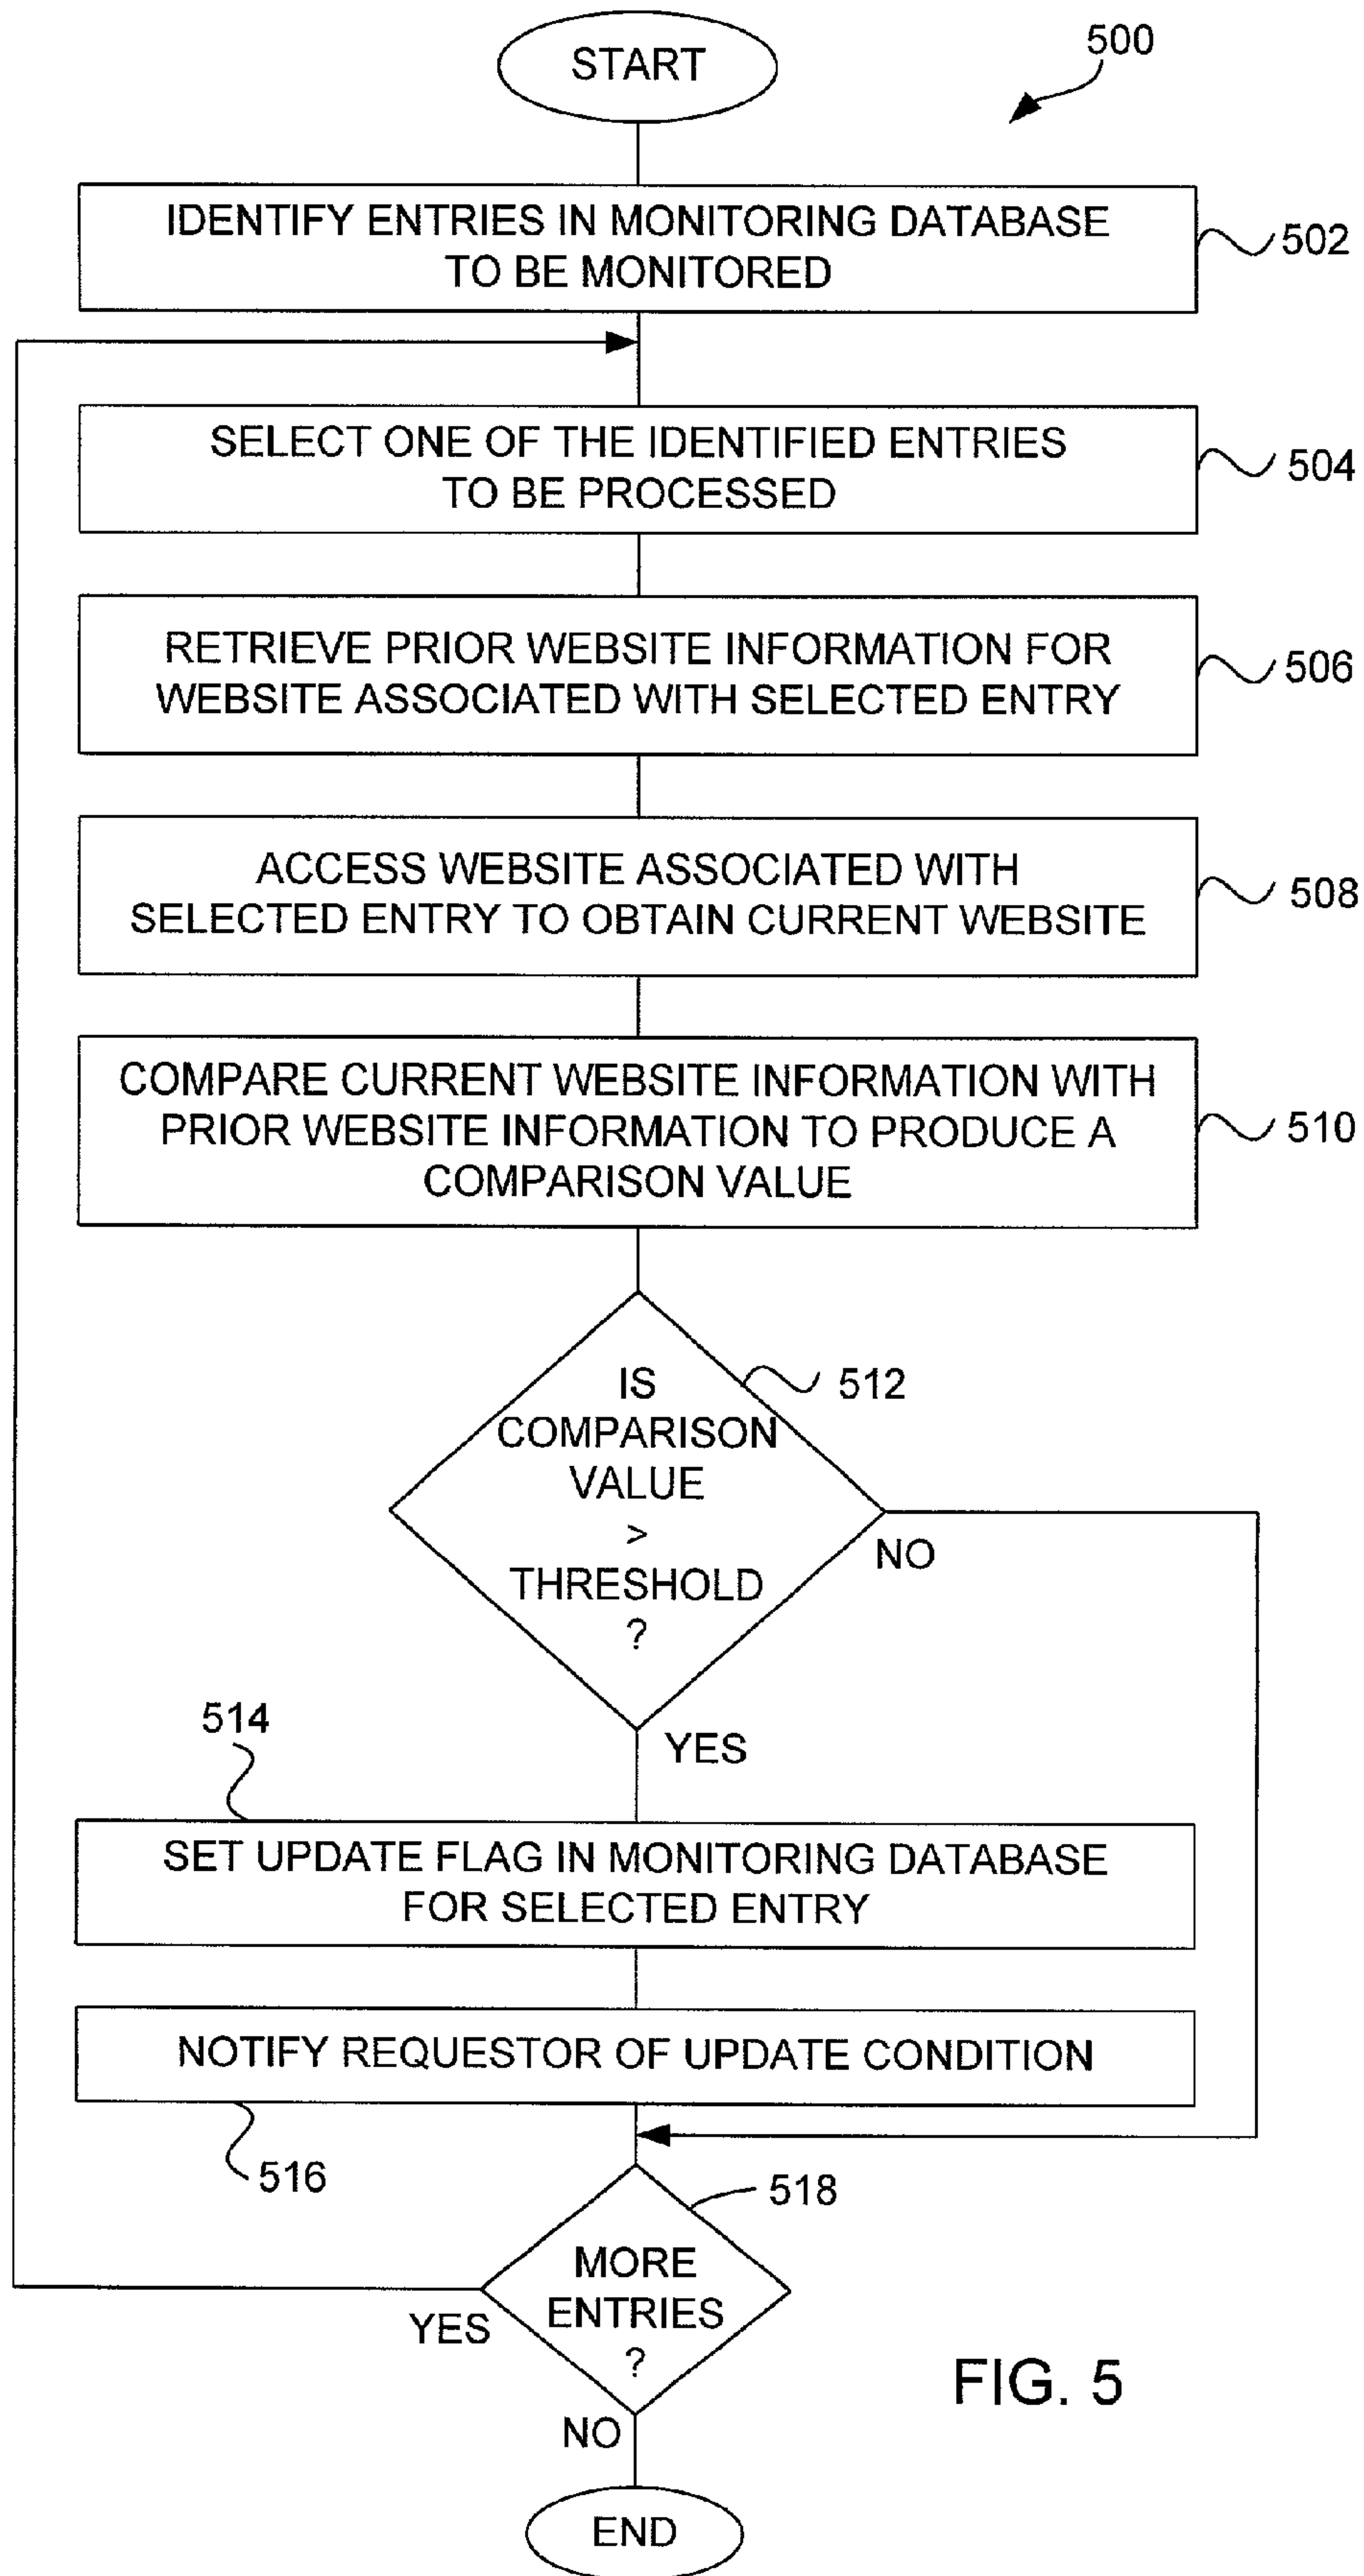 START
500
IDENTIFY ENTRIES IN MONITORING DATABASE
TO BE MONITORED
502
SELECT ONE OF THE IDENTIFIED ENTRIES
TO BE PROCESSED
504
RETRIEVE PRIOR WEBSITE INFORMATION FOR
WEBSITE ASSOCIATED WITH SELECTED ENTRY
506
ACCESS WEBSITE ASSOCIATED WITH
SELECTED ENTRY TO OBTAIN CURRENT WEBSITE
508
COMPARE CURRENT WEBSITE INFORMATION WITH
PRIOR WEBSITE INFORMATION TO PRODUCE A
COMPARISON VALUE
510
IS
COMPARISON
VALUE
>
THRESHOLD
?
512
NO
YES
514
SET UPDATE FLAG IN MONITORING DATABASE
FOR SELECTED ENTRY
NOTIFY REQUESTOR OF UPDATE CONDITION
516
518
MORE
ENTRIES
?
YES
NO
FIG. 5
END